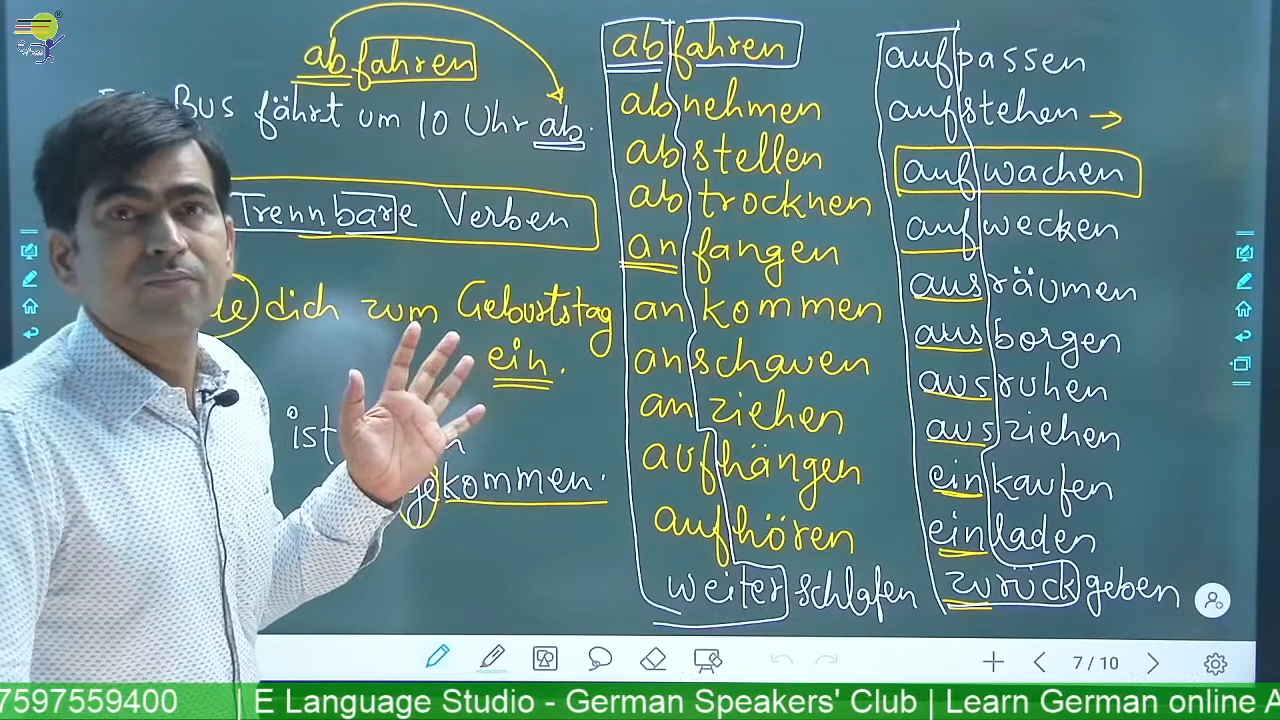 abfahren
Bus fährt um 10 Uhr ab.
Trennbare Verben
dich zum Geburtstag
ein.
ist
gekommen.
abfahren
abnehmen
abstellen
abtrocknen
anfangen
ankommen
anschauen
anziehen
aufhängen
aufhören
weiterschlafen
aufpassen
aufstehen →
aufwachen
aufwecken
ausräumen
ausborgen
ausruhen
ausziehen
einkaufen
einladen
zurückgeben
7/10
7597559400 | E Language Studio - German Speakers' Club | Learn German online A